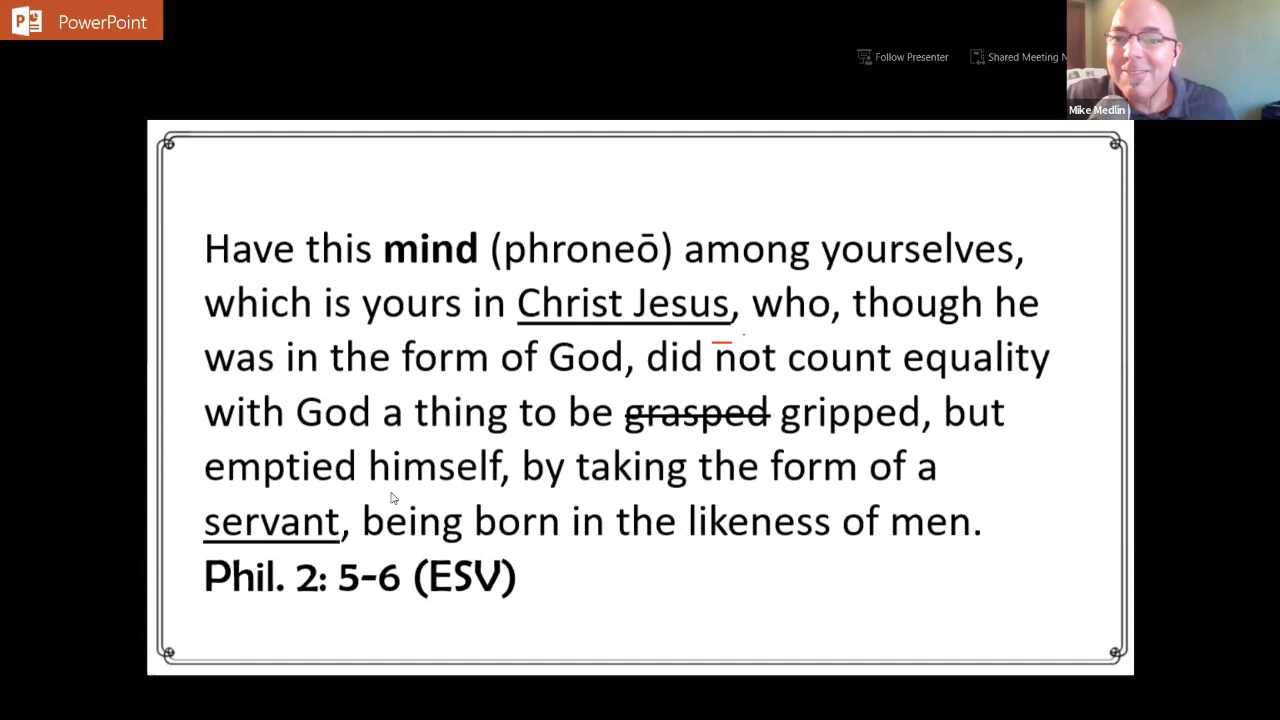 PowerPoint
Follow Presenter
Shared Meeting N
Mike Medlin
Have this mind (phroneō) among yourselves,
which is yours in Christ Jesus, who, though he
was in the form of God, did not count equality
with God a thing to be grasped gripped, but
emptied himself, by taking the form of a
servant, being born in the likeness of men.
Phil. 2: 5-6 (ESV)